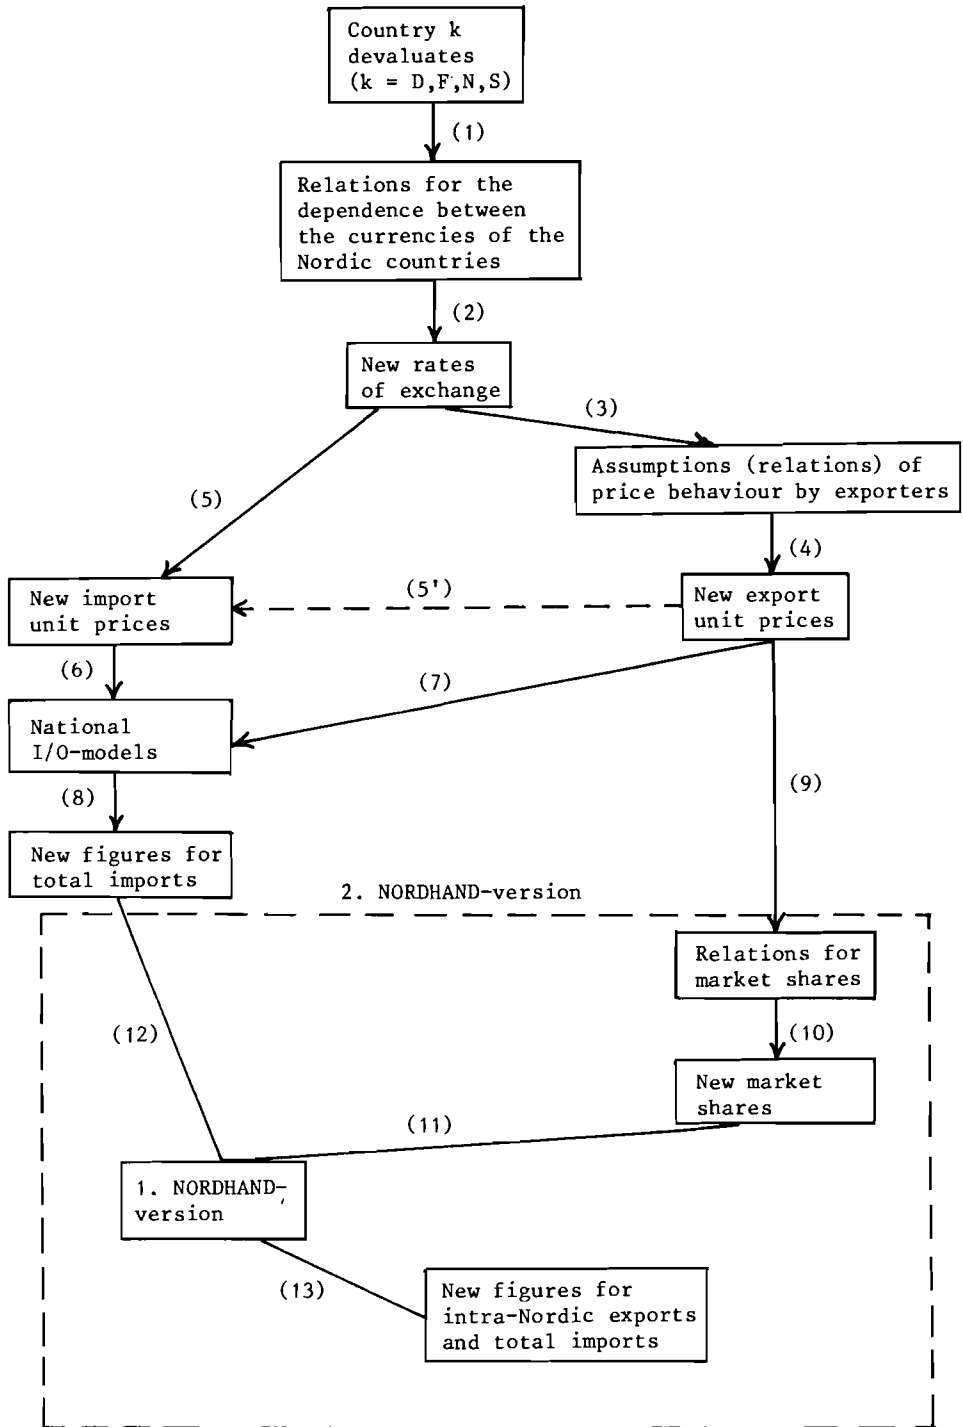 Country k
devaluates
(k = D,F,N,S)
(1)
Relations for the
dependence between
the currencies of the
Nordic countries
(2)
New rates
of exchange
(3)
Assumptions (relations) of
price behaviour by exporters
(5)
(4)
New import
unit prices
(5')
New export
unit prices
(6)
(7)
National
I/O-models
(8)
(9)
New figures for
total imports
2. NORDHAND-version
Relations for
market shares
(12)
(10)
New market
shares
(11)
1. NORDHAND-
version
(13)
New figures for
intra-Nordic exports
and total imports